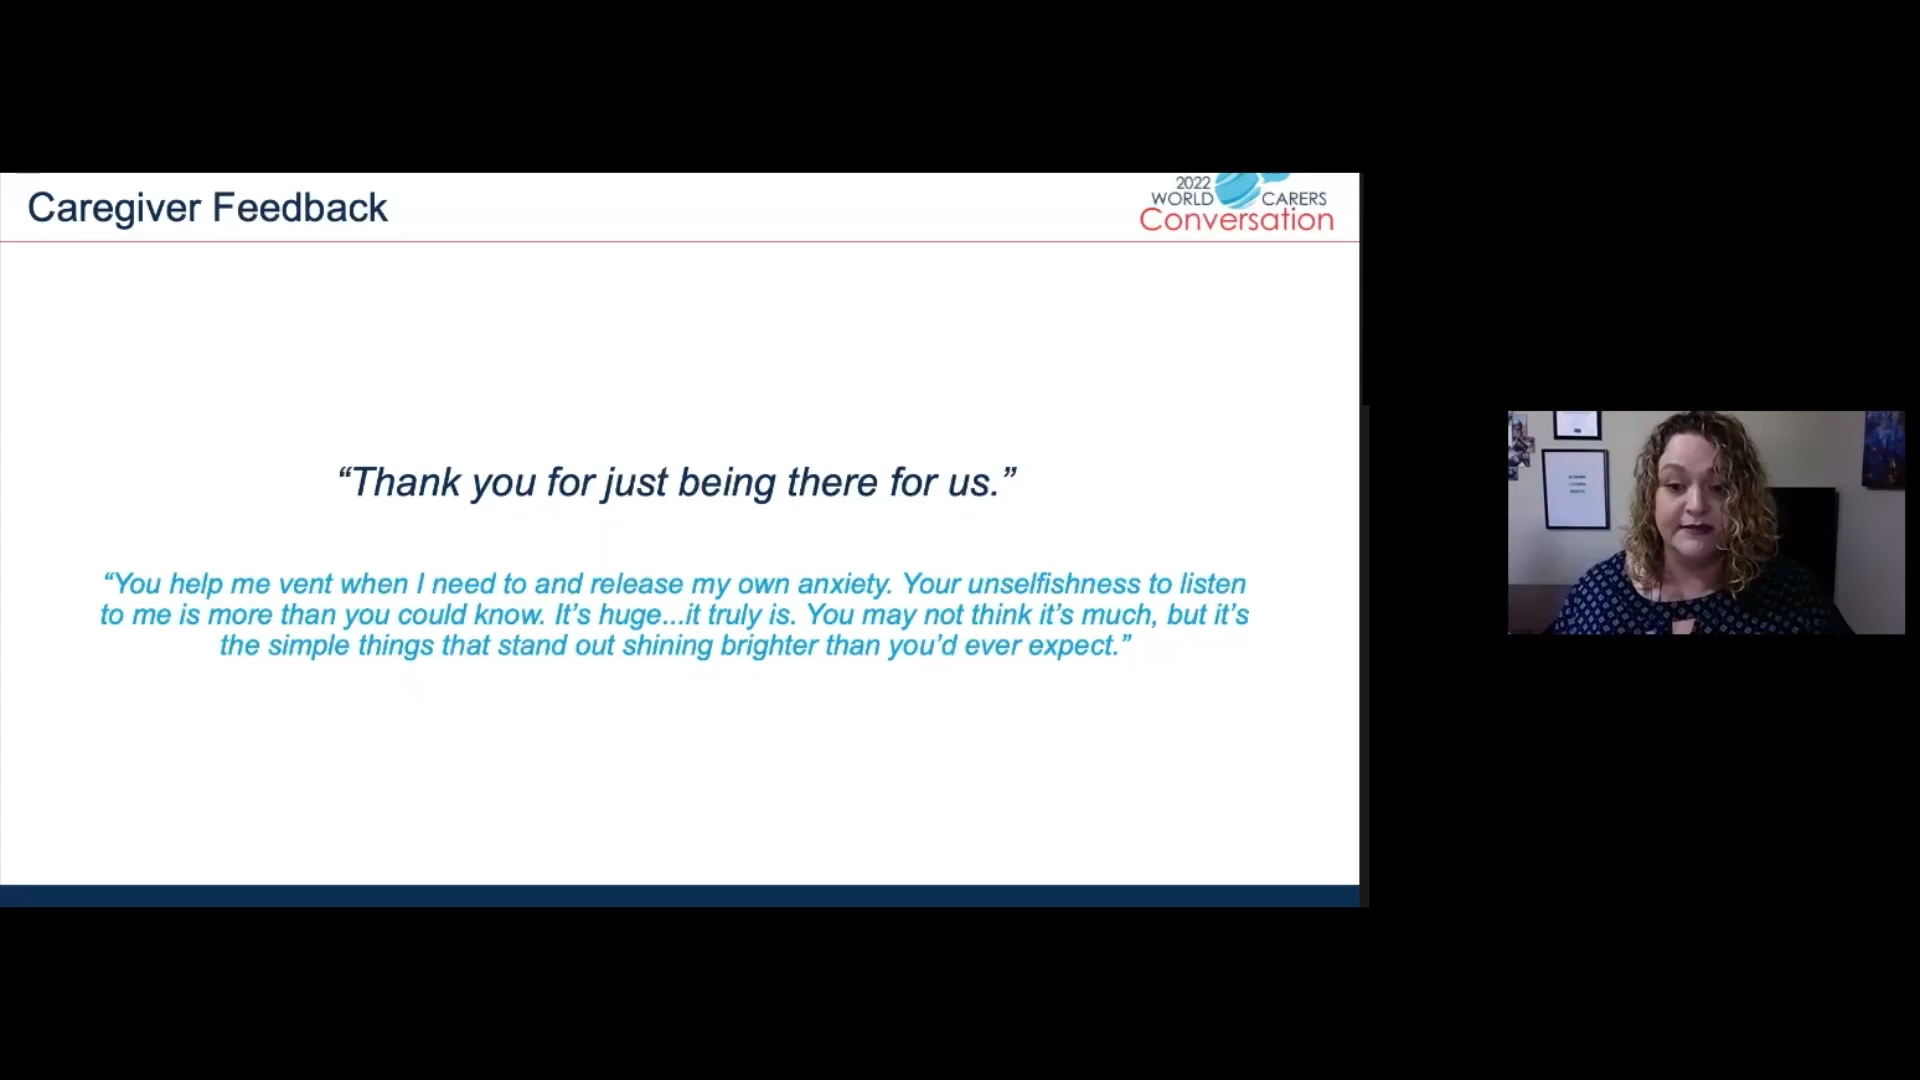 Caregiver Feedback
2022
WORLD CARERS
Conversation
“Thank you for just being there for us.”
“You help me vent when I need to and release my own anxiety. Your unselfishness to listen
to me is more than you could know. It’s huge...it truly is. You may not think it’s much, but it’s
the simple things that stand out shining brighter than you’d ever expect.”